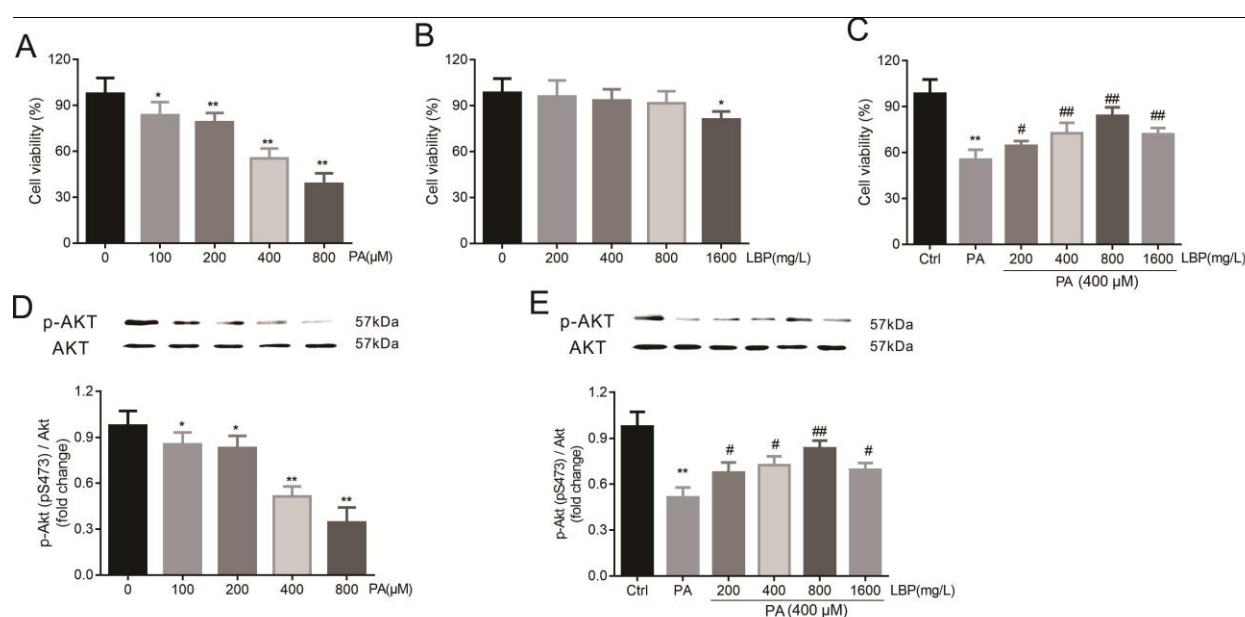 A
120
90
60
30
0
Cell viability (%)
* ** ** **
0 100 200 400 800 PA(µM)
B
120
90
60
30
0
Cell viability (%)
*
0 200 400 800 1600 LBP(mg/L)
C
120
90
60
30
0
Cell viability (%)
** # ## ## ##
Ctrl PA 200 400 800 1600 LBP(mg/L)
PA (400 µM)
D
p-AKT 57kDa
AKT 57kDa
1.2
0.9
0.6
0.3
0.0
p-Akt (pS473) / Akt
(fold change)
* * ** **
0 100 200 400 800 PA(µM)
E
p-AKT 57kDa
AKT 57kDa
1.2
0.9
0.6
0.3
0.0
p-Akt (pS473) / Akt
(fold change)
** # # ## #
Ctrl PA 200 400 800 1600 LBP(mg/L)
PA (400 µM)